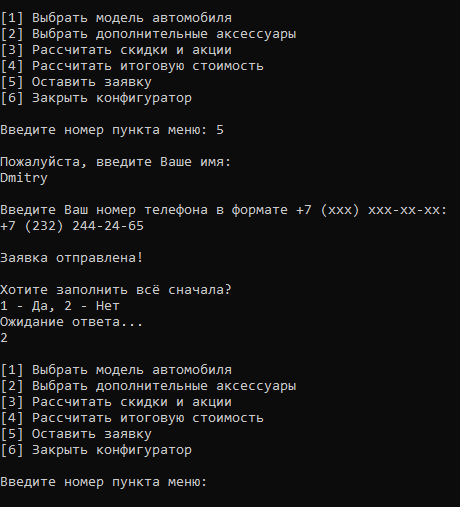 [1] Выбрать модель автомобиля
[2] Выбрать дополнительные аксессуары
[3] Рассчитать скидки и акции
[4] Рассчитать итоговую стоимость
[5] Оставить заявку
[6] Закрыть конфигуратор
Введите номер пункта меню: 5
Пожалуйста, введите Ваше имя:
Dmitry
Введите Ваш номер телефона в формате +7 (xxx) xxx-xx-xx:
+7 (232) 244-24-65
Заявка отправлена!
Хотите заполнить всё сначала?
1 - Да, 2 - Нет
Ожидание ответа...
2
[1] Выбрать модель автомобиля
[2] Выбрать дополнительные аксессуары
[3] Рассчитать скидки и акции
[4] Рассчитать итоговую стоимость
[5] Оставить заявку
[6] Закрыть конфигуратор
Введите номер пункта меню: